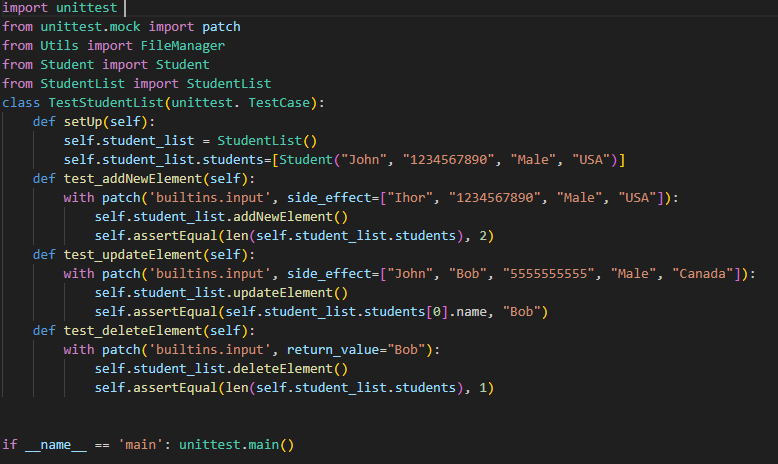 import unittest
from unittest.mock import patch
from Utils import FileManager
from Student import Student
from StudentList import StudentList
class TestStudentList(unittest. TestCase):
    def setUp(self):
        self.student_list = StudentList()
        self.student_list.students=[Student("John", "1234567890", "Male", "USA")]
    def test_addNewElement(self):
        with patch('builtins.input', side_effect=["Ihor", "1234567890", "Male", "USA"]):
            self.student_list.addNewElement()
            self.assertEqual(len(self.student_list.students), 2)
    def test_updateElement(self):
        with patch('builtins.input', side_effect=["John", "Bob", "5555555555", "Male", "Canada"]):
            self.student_list.updateElement()
            self.assertEqual(self.student_list.students[0].name, "Bob")
    def test_deleteElement(self):
        with patch('builtins.input', return_value="Bob"):
            self.student_list.deleteElement()
            self.assertEqual(len(self.student_list.students), 1)
if __name__ == 'main': unittest.main()